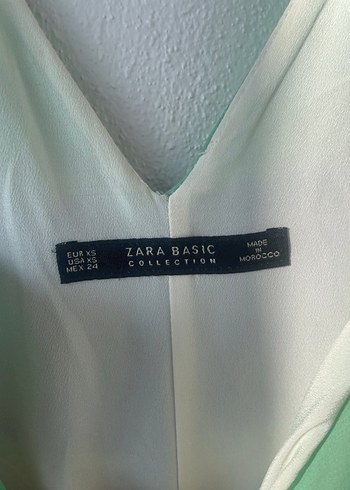 EUR XS
USA XS
MEX 24
ZARA BASIC
COLLECTION
MADE
IN
MOROCCO